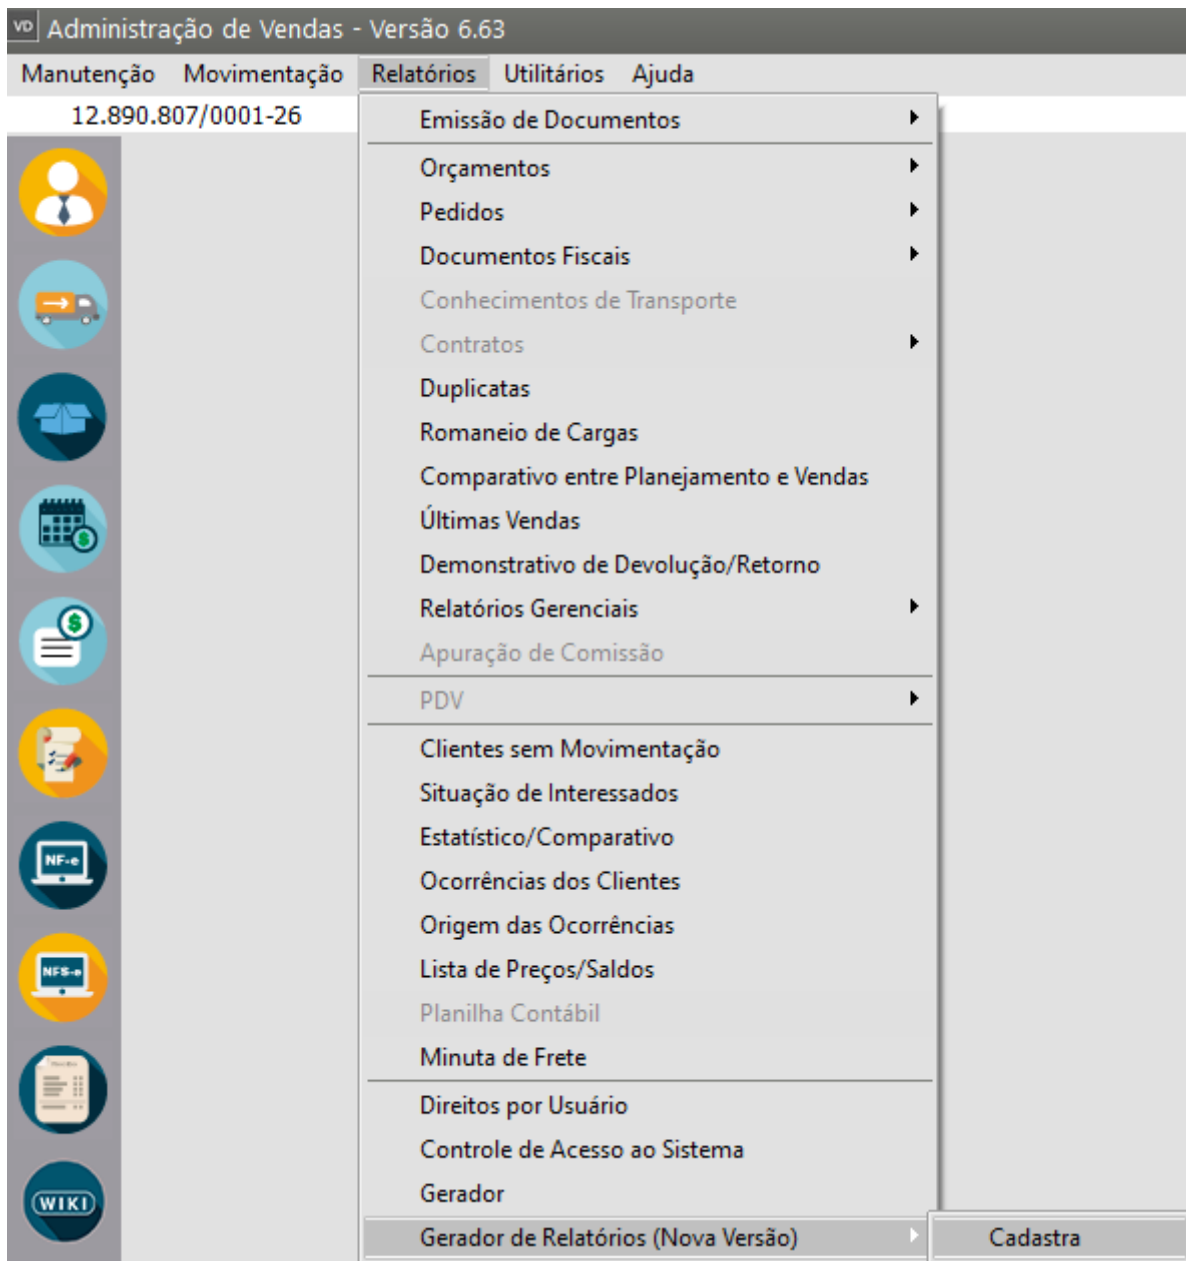 VD Administração de Vendas - Versão 6.63
Manutenção Movimentação Relatórios Utilitários Ajuda
12.890.807/0001-26
Emissão de Documentos
Orçamentos
Pedidos
Documentos Fiscais
Conhecimentos de Transporte
Contratos
Duplicatas
Romaneio de Cargas
Comparativo entre Planejamento e Vendas
Últimas Vendas
Demonstrativo de Devolução/Retorno
Relatórios Gerenciais
Apuração de Comissão
PDV
Clientes sem Movimentação
Situação de Interessados
Estatístico/Comparativo
NF-e
Ocorrências dos Clientes
Origem das Ocorrências
NFS-e
Lista de Preços/Saldos
Planilha Contábil
Minuta de Frete
Direitos por Usuário
Controle de Acesso ao Sistema
WIKI
Gerador
Gerador de Relatórios (Nova Versão) Cadastra